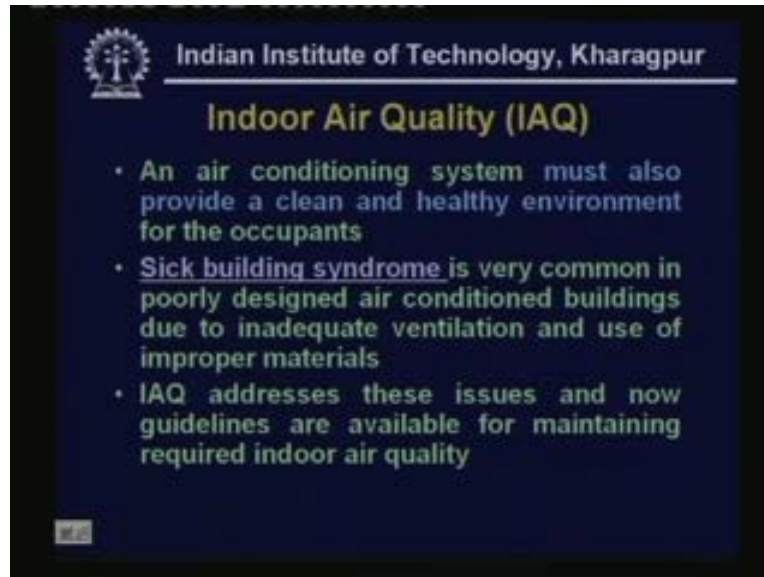 Indian Institute of Technology, Kharagpur
Indoor Air Quality (IAQ)
• An air conditioning system must also
provide a clean and healthy environment
for the occupants
• Sick building syndrome is very common in
poorly designed air conditioned buildings
due to inadequate ventilation and use of
improper materials
• IAQ addresses these issues and now
guidelines are available for maintaining
required indoor air quality